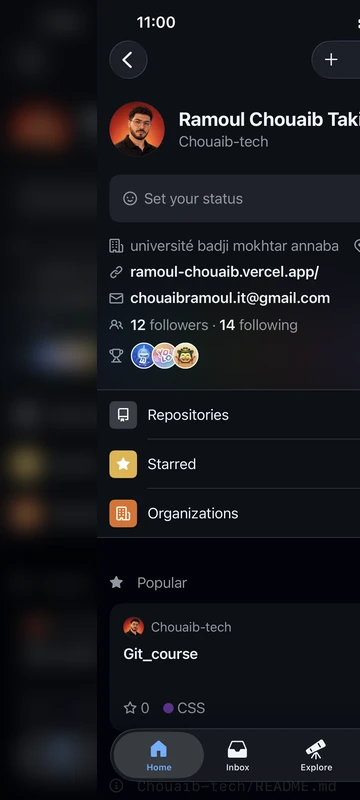 11:00
Ramoul Chouaib Taki
Chouaib-tech
Set your status
université badji mokhtar annaba
ramoul-chouaib.vercel.app/
chouaibramoul.it@gmail.com
12 followers · 14 following
YOLO
Repositories
Starred
Organizations
Popular
Chouaib-tech
Git_course
0 CSS
Home
Inbox
Explore
Chouaib-tech/README.md